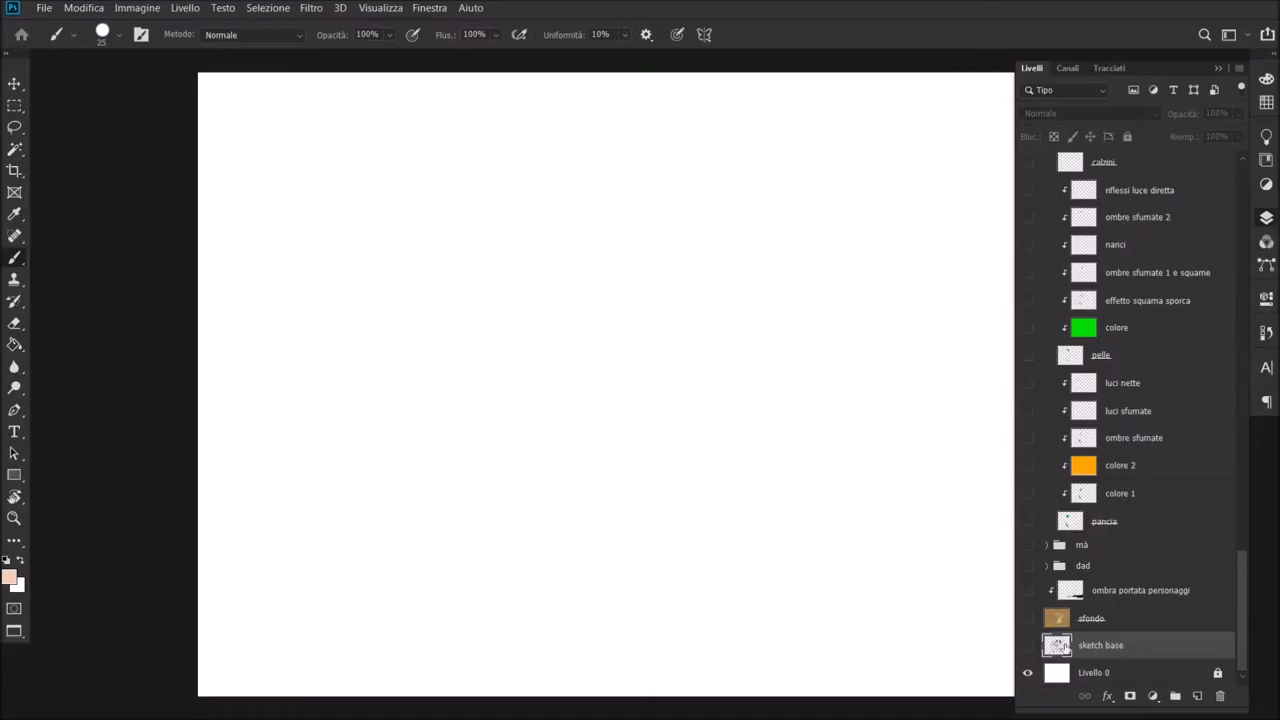 Ps File Modifica Immagine Livello Testo Selezione Filtro 3D Visualizza Finestra Aiuto
25 Metodo: Normale Opacità: 100% Flus.: 100% Uniformità: 10%
Livelli Canali Tracciati
Tipo
Normale Opacità: 100%
Bloc.: Riemp.: 100%
calzini
riflessi luce diretta
ombre sfumate 2
narici
ombre sfumate 1 e squame
effetto squama sporca
colore
pelle
luci nette
luci sfumate
ombre sfumate
colore 2
colore 1
pancia
mà
dad
ombra portata personaggi
sfondo
sketch base
Livello 0